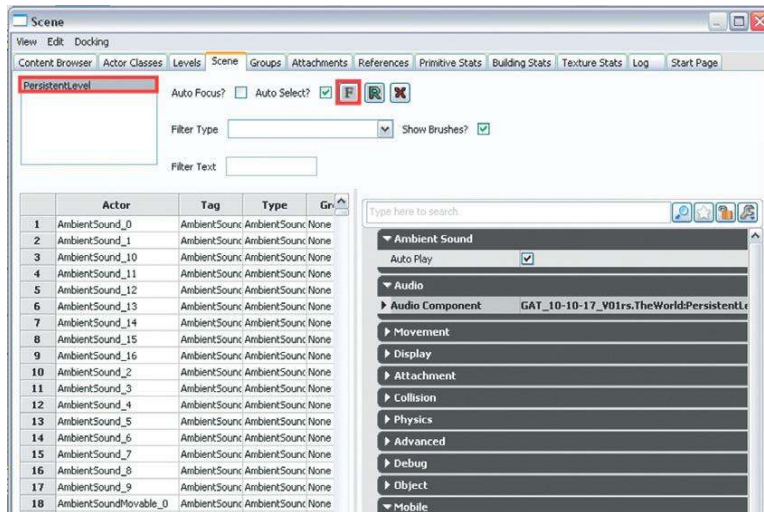 Scene
View Edit Docking
Content Browser Actor Classes Levels Scene Groups Attachments References Primitive Stats Building Stats Texture Stats Log Start Page
PersistentLevel
Auto Focus? Auto Select? F R X
Filter Type Show Brushes?
Filter Text
Actor Tag Type Gr
1 AmbientSound_0 AmbientSounc AmbientSounc None
2 AmbientSound_1 AmbientSounc AmbientSounc None
3 AmbientSound_10 AmbientSounc AmbientSounc None
4 AmbientSound_11 AmbientSounc AmbientSounc None
5 AmbientSound_12 AmbientSounc AmbientSounc None
6 AmbientSound_13 AmbientSounc AmbientSounc None
7 AmbientSound_14 AmbientSounc AmbientSounc None
8 AmbientSound_15 AmbientSounc AmbientSounc None
9 AmbientSound_16 AmbientSounc AmbientSounc None
10 AmbientSound_2 AmbientSounc AmbientSounc None
11 AmbientSound_3 AmbientSounc AmbientSounc None
12 AmbientSound_4 AmbientSounc AmbientSounc None
13 AmbientSound_5 AmbientSounc AmbientSounc None
14 AmbientSound_6 AmbientSounc AmbientSounc None
15 AmbientSound_7 AmbientSounc AmbientSounc None
16 AmbientSound_8 AmbientSounc AmbientSounc None
17 AmbientSound_9 AmbientSounc AmbientSounc None
18 AmbientSoundMovable_0 AmbientSounc AmbientSounc None
Type here to search
Ambient Sound
Auto Play
Audio
Audio Component GAT_10-10-17_V01rs.TheWorld:PersistentLe
Movement
Display
Attachment
Collision
Physics
Advanced
Debug
Object
Mobile